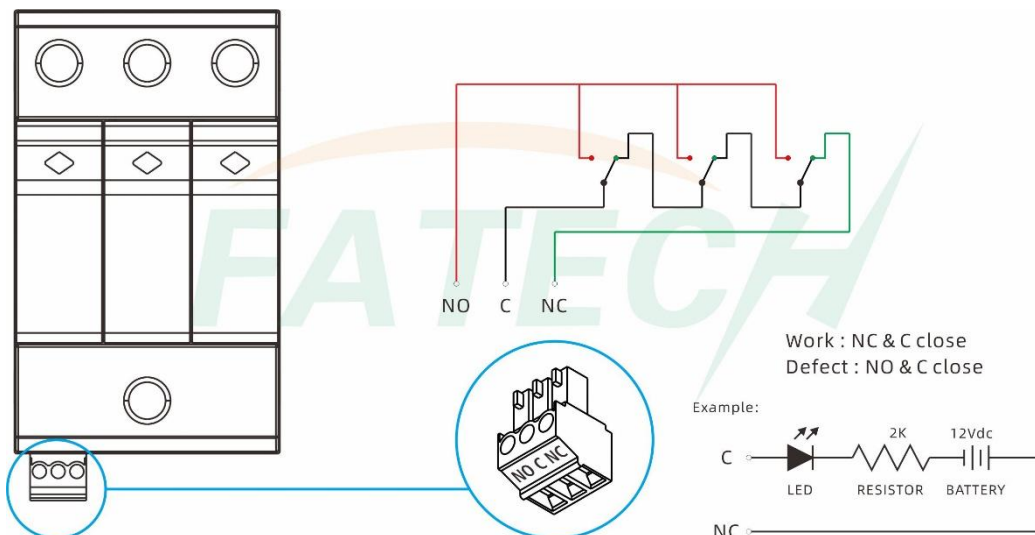 FATECH
NO C NC
Work : NC & C close
Defect : NO & C close
Example:
2K 12Vdc
C
LED RESISTOR BATTERY
NC
NO C NC